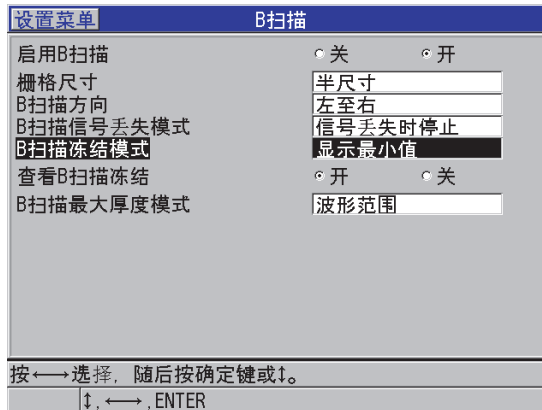 设置菜单 B扫描
启用B扫描 关 开
栅格尺寸 半尺寸
B扫描方向 左至右
B扫描信号丢失模式 信号丢失时停止
B扫描冻结模式 显示最小值
查看B扫描冻结 开 关
B扫描最大厚度模式 波形范围
按←→选择, 随后按确定键或↕。
↕, ←→, ENTER